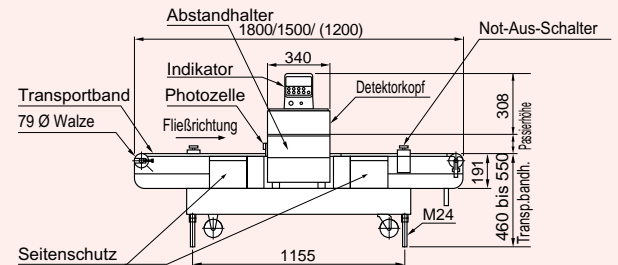 Abstandhalter
1800/1500/ (1200)
Not-Aus-Schalter
340
Indikator
Transportband
Photozelle
Detektorkopf
308
79 Ø Walze
Fließrichtung
Passierhöhe
191
460 bis 550
Transp.bandh.
M24
Seitenschutz
1155